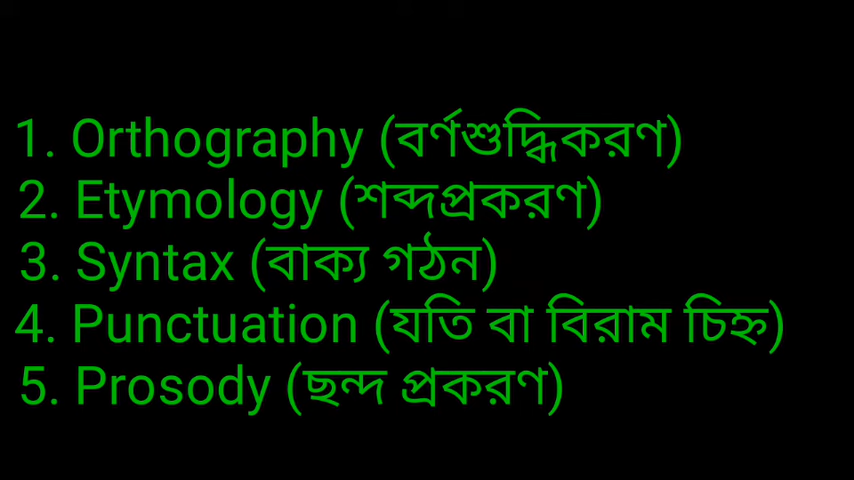 1. Orthography (বর্ণশুদ্ধিকরণ)
2. Etymology (শব্দপ্রকরণ)
3. Syntax (বাক্য গঠন)
4. Punctuation (যতি বা বিরাম চিহ্ন)
5. Prosody (ছন্দ প্রকরণ)